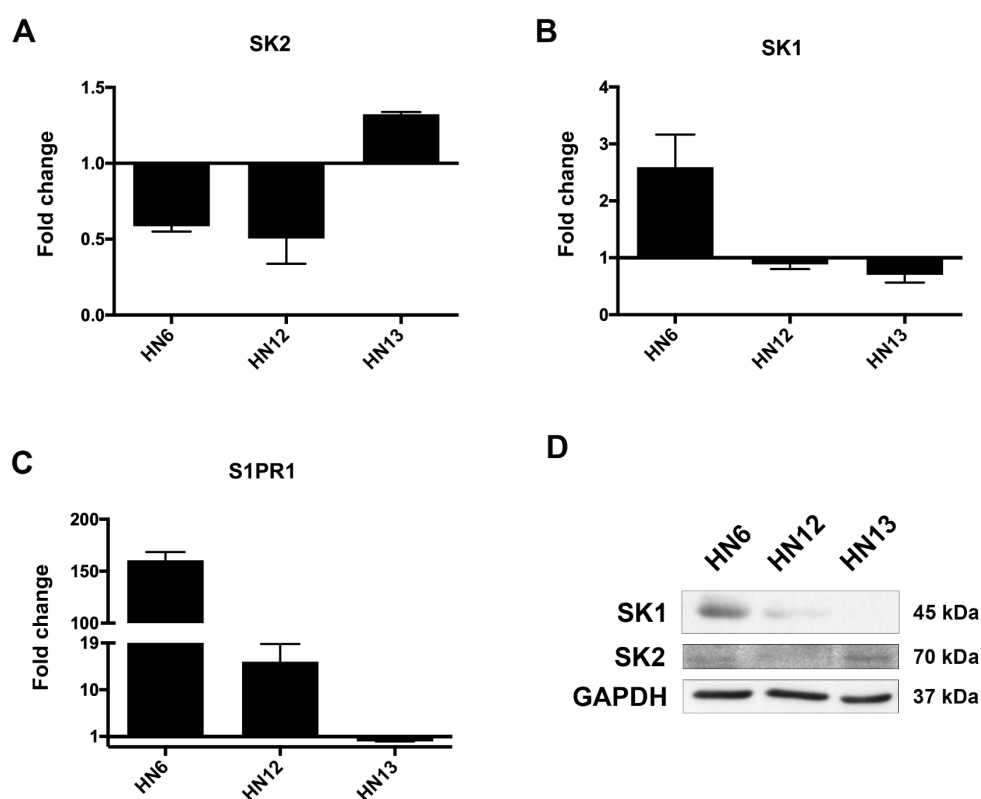 A
SK2
Fold change
1.5
1.0
0.5
0.0
HN6
HN12
HN13
B
SK1
Fold change
4
3
2
1
0
HN6
HN12
HN13
C
S1PR1
Fold change
200
150
100
19
10
1
HN6
HN12
HN13
D
HN6
HN12
HN13
SK1
45 kDa
SK2
70 kDa
GAPDH
37 kDa